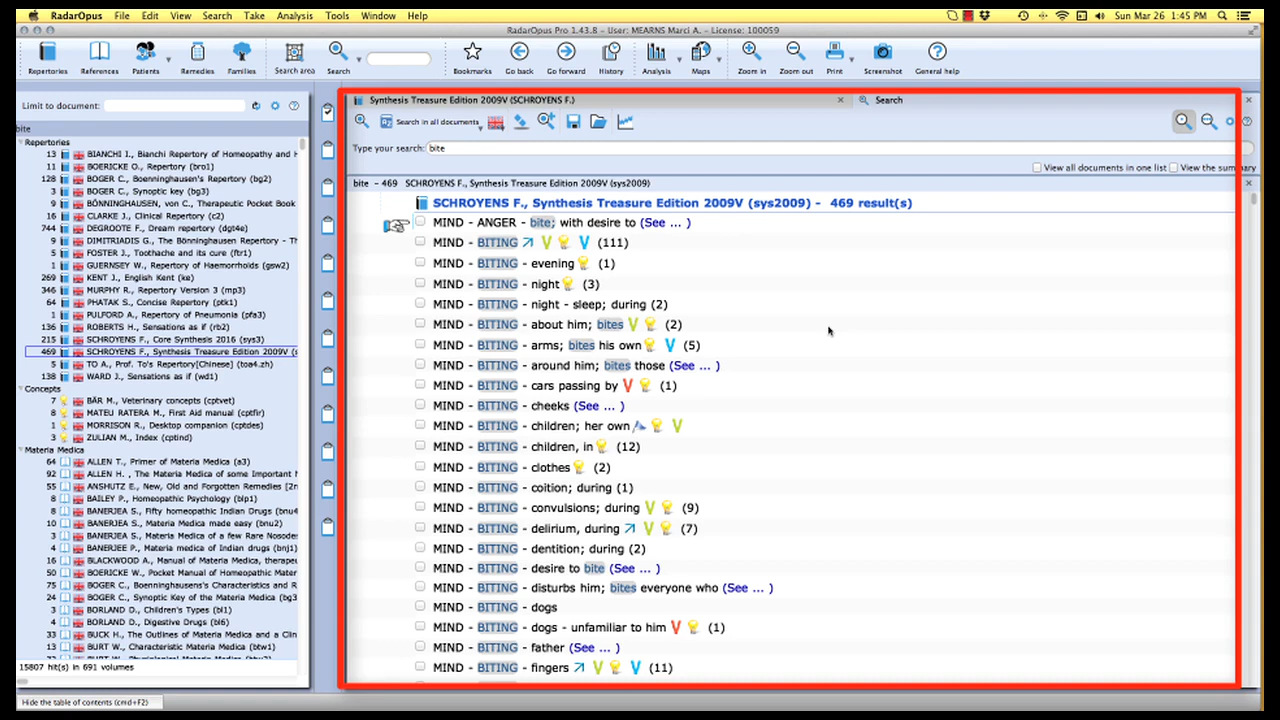 RadarOpus File Edit View Search Take Analysis Tools Window Help Sun Mar 26 1:45 PM
RadarOpus Pro 1.43.8 - User: MEARNS Marci A. - License: 100059
Repertories References Patients Remedies Families Search area Search Bookmarks Go back Go forward History Analysis Maps Zoom in Zoom out Print Screenshot General help
Limit to document:
bite
Repertories
13 BIANCHI I., Bianchi Repertory of Homeopathy and H
11 BOERICKE O., Repertory (bro1)
128 BOGER C., Boenninghausen's Repertory (bg2)
3 BOGER C., Synoptic key (bg3)
9 BÖNNINGHAUSEN, von C., Therapeutic Pocket Book
16 CLARKE J., Clinical Repertory (c2)
744 DEGROOTE F., Dream repertory (dgt4e)
9 DIMITRIADIS G., The Bönninghausen Repertory - Th
5 FOSTER J., Toothache and its cure (ftr1)
1 GUERNSEY W., Repertory of Haemorrhoids (gsw2)
269 KENT J., English Kent (ke)
346 MURPHY R., Repertory Version 3 (mp3)
64 PHATAK S., Concise Repertory (ptk1)
1 PULFORD A., Repertory of Pneumonia (pfa3)
136 ROBERTS H., Sensations as if (rb2)
215 SCHROYENS F., Core Synthesis 2016 (sys3)
469 SCHROYENS F., Synthesis Treasure Edition 2009V (s
5 TO A., Prof. To's Repertory[Chinese] (toa4.zh)
138 WARD J., Sensations as if (wd1)
Concepts
7 BÄR M., Veterinary concepts (cptvet)
8 MATEU RATERA M., First Aid manual (cptfir)
1 MORRISON R., Desktop companion (cptdes)
3 ZULIAN M., Index (cptind)
Materia Medica
64 ALLEN T., Primer of Materia Medica (a3)
92 ALLEN H. , The Materia Medica of some Important N
55 ANSHUTZ E., New, Old and Forgotten Remedies [2n
8 BAILEY P., Homeopathic Psychology (blp1)
8 BANERJEA S., Fifty homeopathic Indian Drugs (bnu4
10 BANERJEA S., Materia Medica made easy (bnu2)
3 BANERJEA S., Materia Medica of a few Rare Nosode
4 BANERJEE P., Materia medica of Indian drugs (bnj1)
16 BLACKWOOD A., Manual of Materia Medica, therapeu
50 BOERICKE W., Pocket Manual of Homeopathic Mater
75 BOGER C., Boenninghausen's Characteristics and R
24 BOGER C., Synoptic Key of the Materia Medica (bg3
3 BORLAND D., Children's Types (bl1)
4 BORLAND D., Digestive Drugs (bl6)
33 BUCK H., The Outlines of Materia Medica and a Clin
13 BURT W., Characteristic Materia Medica (btw1)
15807 hit(s) in 691 volumes
Hide the table of contents (cmd+F2)
Synthesis Treasure Edition 2009V (SCHROYENS F.) Search
Search in all documents
Type your search: bite
View all documents in one list View the summary
bite - 469 SCHROYENS F., Synthesis Treasure Edition 2009V (sys2009)
SCHROYENS F., Synthesis Treasure Edition 2009V (sys2009) - 469 result(s)
MIND - ANGER - bite; with desire to (See ... )
MIND - BITING (111)
MIND - BITING - evening (1)
MIND - BITING - night (3)
MIND - BITING - night - sleep; during (2)
MIND - BITING - about him; bites (2)
MIND - BITING - arms; bites his own (5)
MIND - BITING - around him; bites those (See ... )
MIND - BITING - cars passing by (1)
MIND - BITING - cheeks (See ... )
MIND - BITING - children; her own
MIND - BITING - children, in (12)
MIND - BITING - clothes (2)
MIND - BITING - coition; during (1)
MIND - BITING - convulsions; during (9)
MIND - BITING - delirium, during (7)
MIND - BITING - dentition; during (2)
MIND - BITING - desire to bite (See ... )
MIND - BITING - disturbs him; bites everyone who (See ... )
MIND - BITING - dogs
MIND - BITING - dogs - unfamiliar to him (1)
MIND - BITING - father (See ... )
MIND - BITING - fingers (11)